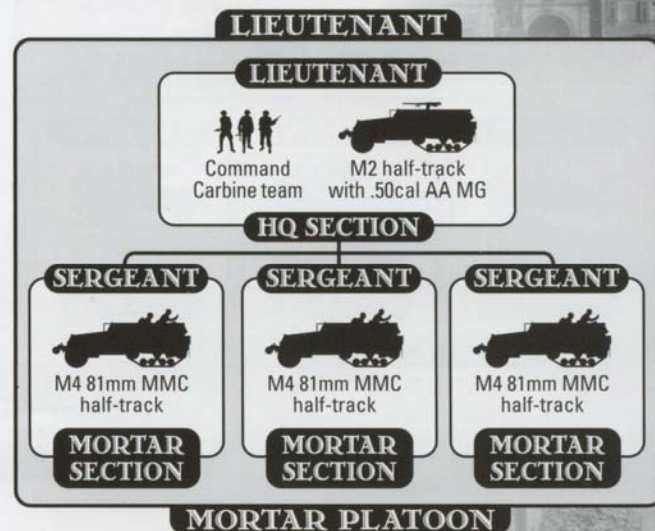 LIEUTENANT
LIEUTENANT
Command
Carbine team
M2 half-track
with .50cal AA MG
HQ SECTION
SERGEANT
M4 81mm MMC
half-track
MORTAR
SECTION
SERGEANT
M4 81mm MMC
half-track
MORTAR
SECTION
SERGEANT
M4 81mm MMC
half-track
MORTAR
SECTION
MORTAR PLATOON